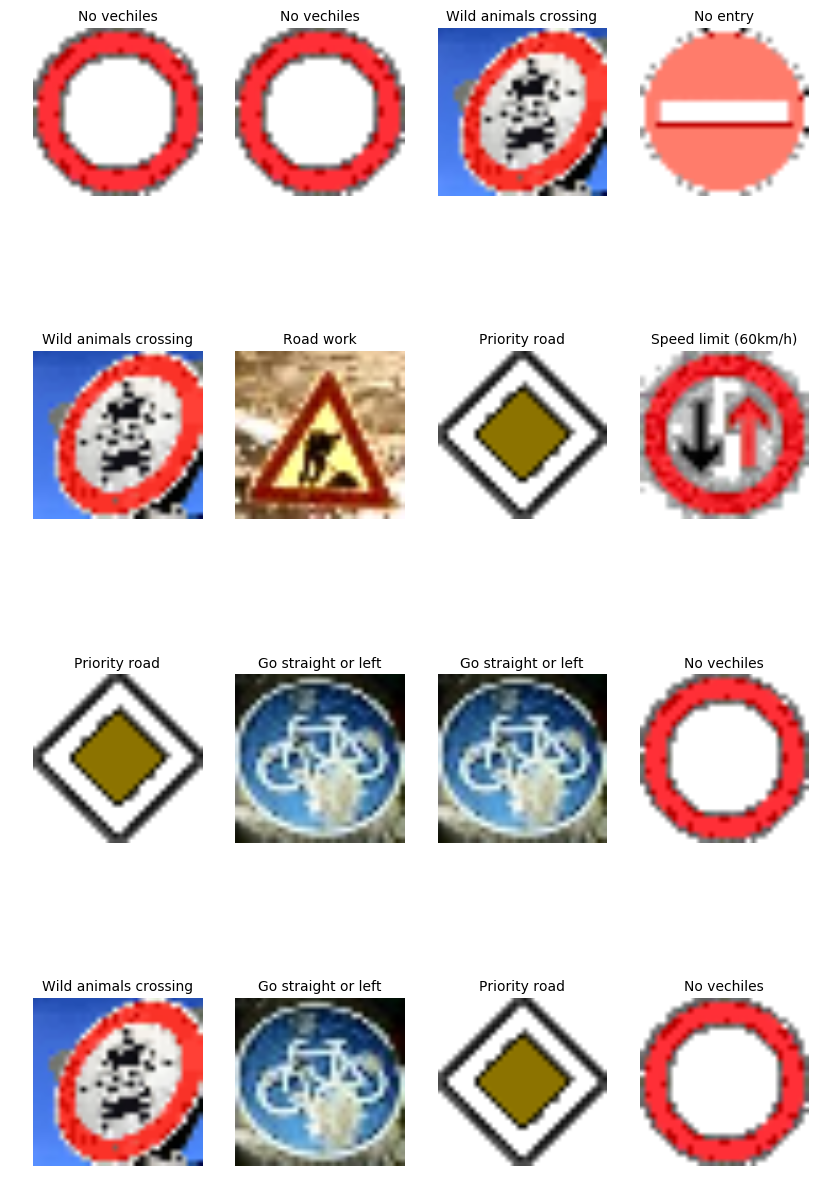 No vechiles
No vechiles
Wild animals crossing
No entry
Wild animals crossing
Road work
Priority road
Speed limit (60km/h)
Priority road
Go straight or left
Go straight or left
No vechiles
Wild animals crossing
Go straight or left
Priority road
No vechiles